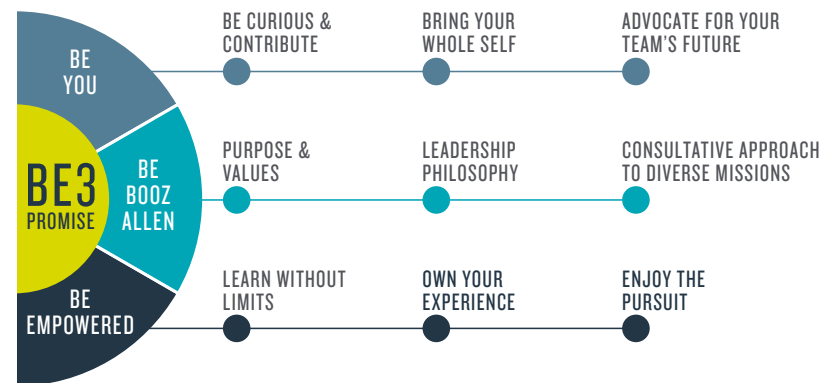 BE
YOU
BE CURIOUS &
CONTRIBUTE
BRING YOUR
WHOLE SELF
ADVOCATE FOR YOUR
TEAM'S FUTURE
BE3
PROMISE
BE
BOOZ
ALLEN
PURPOSE &
VALUES
LEADERSHIP
PHILOSOPHY
CONSULTATIVE APPROACH
TO DIVERSE MISSIONS
BE
EMPOWERED
LEARN WITHOUT
LIMITS
OWN YOUR
EXPERIENCE
ENJOY THE
PURSUIT